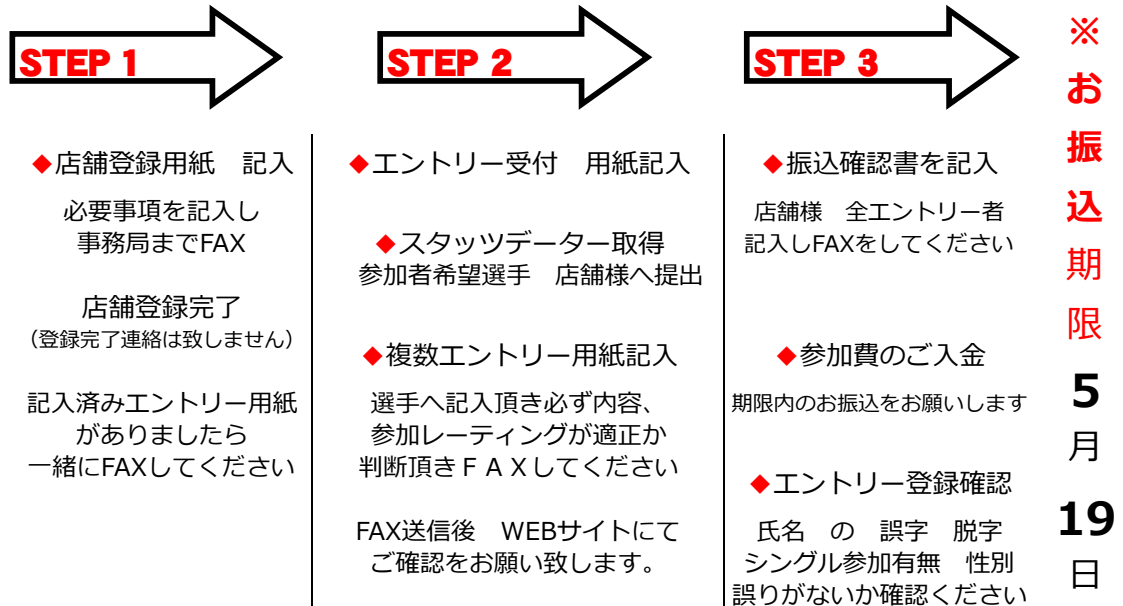 STEP 1
◆店舗登録用紙　記入
必要事項を記入し
事務局までFAX
店舗登録完了
（登録完了連絡は致しません）
記入済みエントリー用紙
がありましたら
一緒にFAXしてください
STEP 2
◆エントリー受付　用紙記入
◆スタッツデーター取得
参加者希望選手　店舗様へ提出
◆複数エントリー用紙記入
選手へ記入頂き必ず内容、
参加レーティングが適正か
判断頂きＦＡＸしてください
FAX送信後　WEBサイトにて
ご確認をお願い致します。
STEP 3
◆振込確認書を記入
店舗様　全エントリー者
記入しFAXをしてください
◆参加費のご入金
期限内のお振込をお願いします
◆エントリー登録確認
氏名　の　誤字　脱字
シングル参加有無　性別
誤りがないか確認ください
※お振込期限5月19日